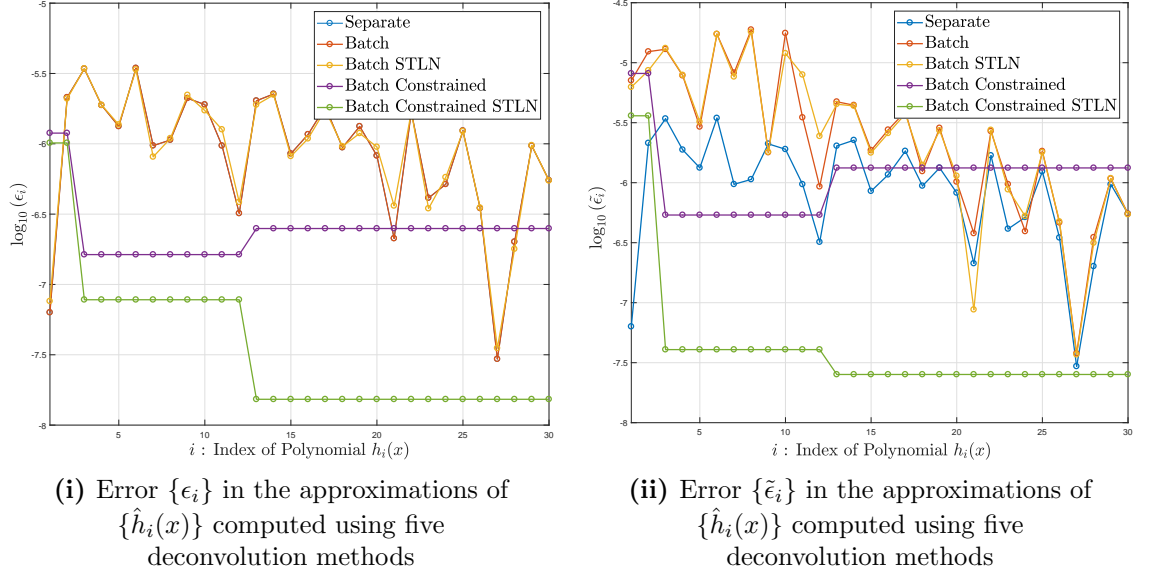 -5
-5.5
-6
-6.5
-7
-7.5
-8
log₁₀(ϵᵢ)
Separate
Batch
Batch STLN
Batch Constrained
Batch Constrained STLN
5 10 15 20 25 30
i : Index of Polynomial hᵢ(x)
(i) Error {ϵᵢ} in the approximations of
{ĥᵢ(x)} computed using five
deconvolution methods
-4.5
-5
-5.5
-6
-6.5
-7
-7.5
-8
log₁₀(ϵ̃ᵢ)
Separate
Batch
Batch STLN
Batch Constrained
Batch Constrained STLN
5 10 15 20 25 30
i : Index of Polynomial hᵢ(x)
(ii) Error {ϵ̃ᵢ} in the approximations of
{ĥᵢ(x)} computed using five
deconvolution methods